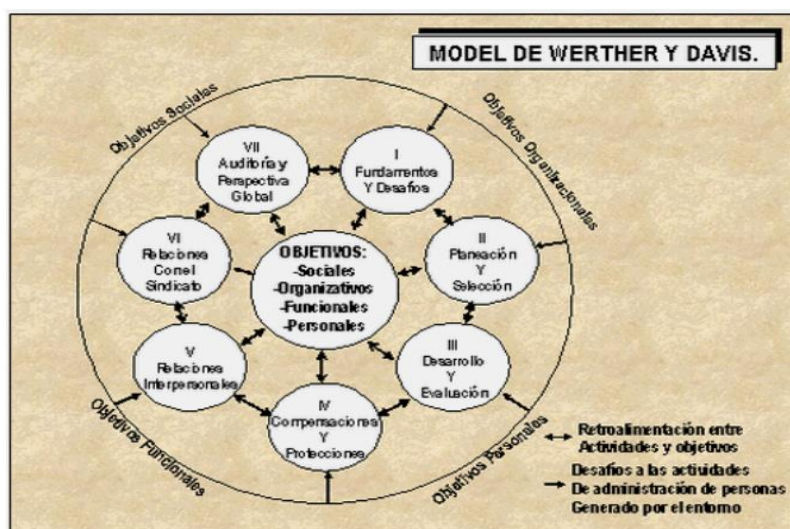 MODEL DE WERTHER Y DAVIS.
Objetivos Sociales
Objetivos Organizacionales
VII
Auditoría y
Perspectiva
Global
I
Fundamentos
Y Desafíos
VI
Relaciones
Con el
Sindicato
OBJETIVOS:
-Sociales
-Organizativos
-Funcionales
-Personales
II
Planeación
Y
Selección
V
Relaciones
Interpersonales
III
Desarrollo
Y
Evaluación
IV
Compensaciones
Y
Protecciones
Objetivos Funcionales
Objetivos Personales
Retroalimentación entre
Actividades y objetivos
Desafíos a las actividades
De administración de personas
Generado por el entorno